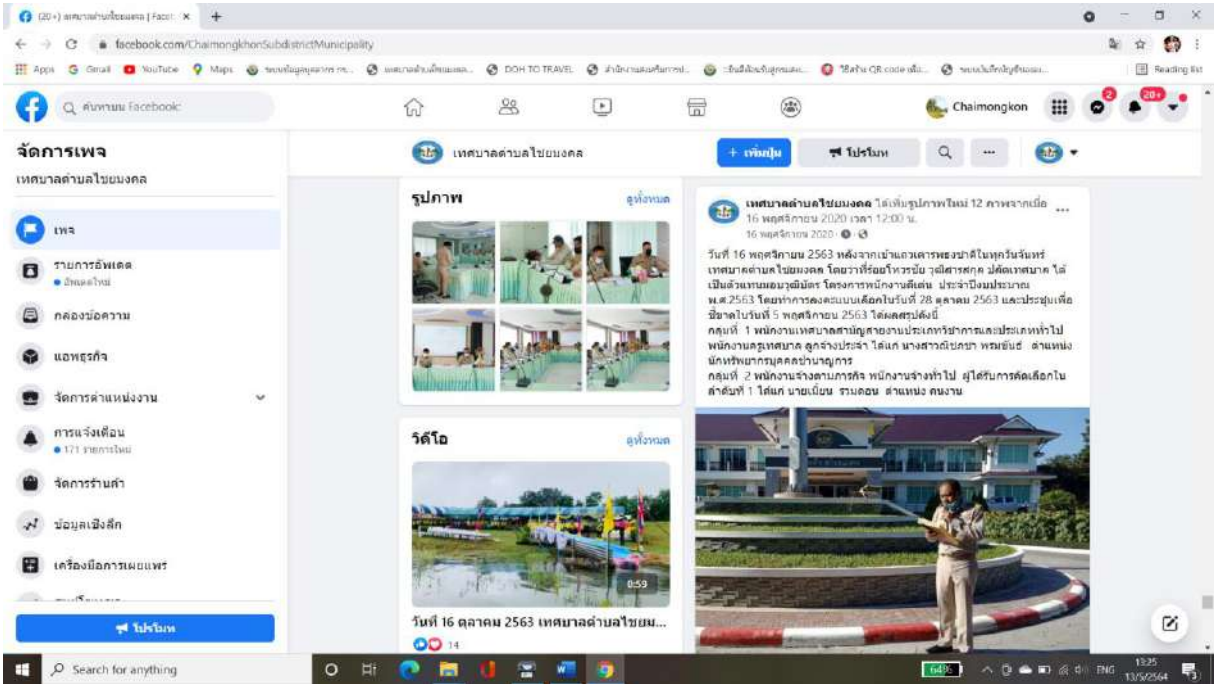 facebook.com/ChaimongkhonSubdistrictMunicipality
Apps
Gmail
YouTube
Maps
DOH TO TRAVEL
Reading list
ค้นหาบน Facebook
Chaimongkon
2
20+
จัดการเพจ
เทศบาลตำบลไชยมงคล
เพจ
รายการอัพเดต
อัพเดตใหม่
กล่องข้อความ
แอพธุรกิจ
จัดการตำแหน่งงาน
การแจ้งเตือน
171 รายการใหม่
จัดการร้านค้า
ข้อมูลเชิงลึก
เครื่องมือการเผยแพร่
โปรโมท
เทศบาลตำบลไชยมงคล
+ เพิ่มปุ่ม
โปรโมท
รูปภาพ
ดูทั้งหมด
วิดีโอ
ดูทั้งหมด
0:59
วันที่ 16 ตุลาคม 2563 เทศบาลตำบลไชยม...
14
เทศบาลตำบลไชยมงคล ได้เพิ่มรูปภาพใหม่ 12 ภาพจากเมื่อ
16 พฤศจิกายน 2020 เวลา 12:00 น.
16 พฤศจิกายน 2020
วันที่ 16 พฤศจิกายน 2563 หลังจากเข้าแถวเคารพธงชาติในทุกวันจันทร์
เทศบาลตำบลไชยมงคล โดยว่าที่ร้อยโทวรชัย วุฒิสารสกุล ปลัดเทศบาล ได้
เป็นตัวแทนมอบวุฒิบัตร โครงการพนักงานดีเด่น ประจำปีงบประมาณ
พ.ศ.2563 โดยทำการลงคะแนนเลือกในวันที่ 28 ตุลาคม 2563 และประชุมเพื่อ
ชี้ขาดในวันที่ 5 พฤศจิกายน 2563 ได้ผลสรุปดังนี้
กลุ่มที่ 1 พนักงานเทศบาลสามัญสายงานประเภทวิชาการและประเภททั่วไป
พนักงานครูเทศบาล ลูกจ้างประจำ ได้แก่ นางสาวณิชภชา พรมขันธ์ ตำแหน่ง
นักทรัพยากรบุคคลชำนาญการ
กลุ่มที่ 2 พนักงานจ้างตามภารกิจ พนักงานจ้างทั่วไป ผู้ได้รับการคัดเลือกใน
ลำดับที่ 1 ได้แก่ นายเนียน รวมดอน ตำแหน่ง คนงาน
Search for anything
64%
ENG
13:25
13/5/2564